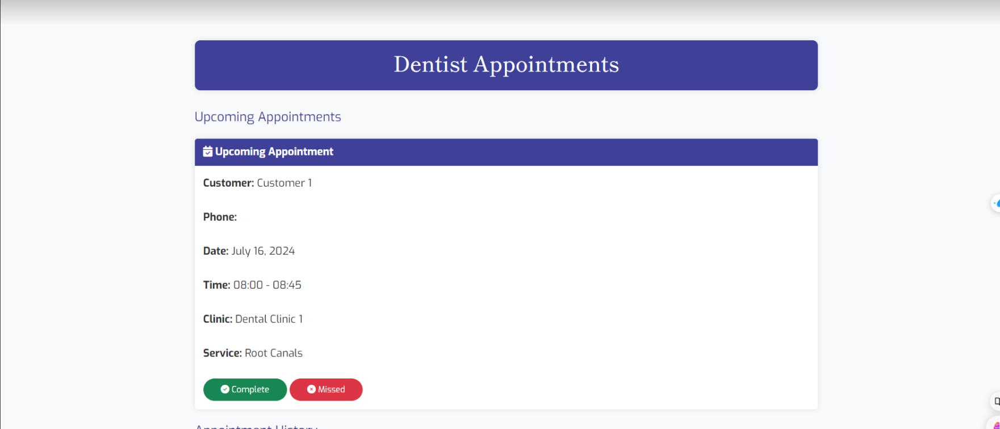 Dentist Appointments
Upcoming Appointments
Upcoming Appointment
Customer: Customer 1
Phone:
Date: July 16, 2024
Time: 08:00 - 08:45
Clinic: Dental Clinic 1
Service: Root Canals
Complete Missed
Appointment History